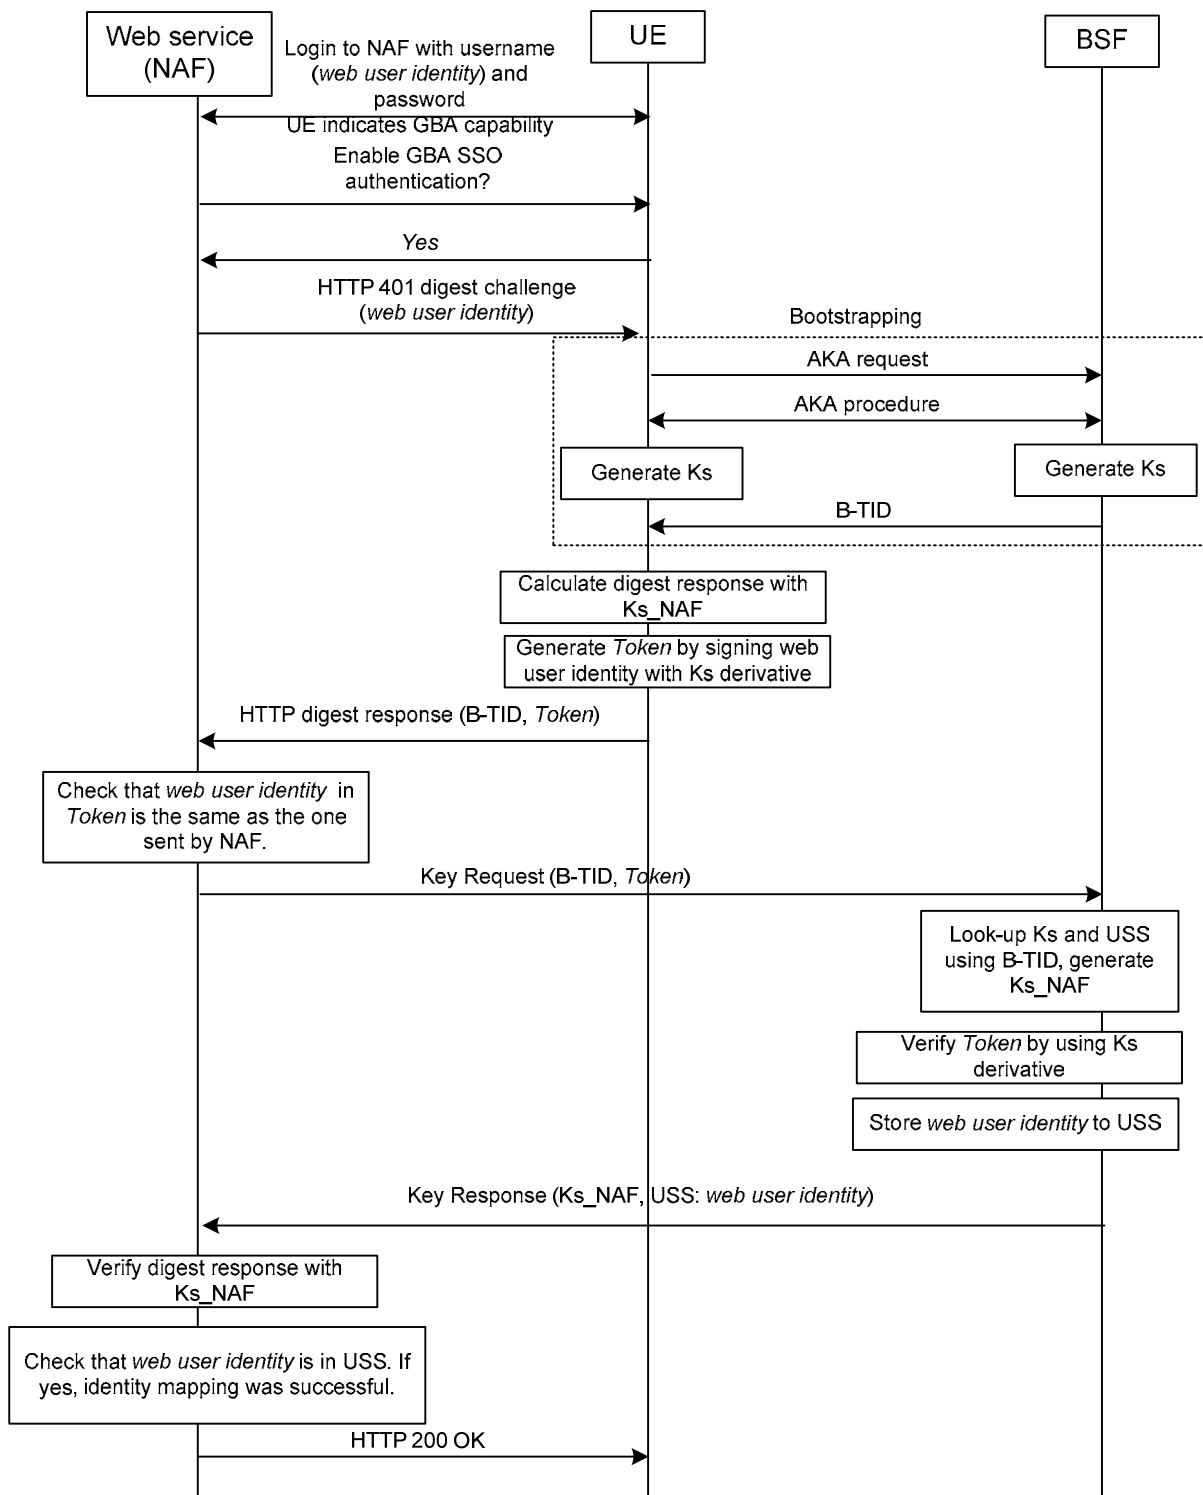 Web service
(NAF)
UE
BSF
Login to NAF with username
(web user identity) and
password
UE indicates GBA capability
Enable GBA SSO
authentication?
Yes
HTTP 401 digest challenge
(web user identity)
Bootstrapping
AKA request
AKA procedure
Generate Ks
Generate Ks
B-TID
Calculate digest response with
Ks_NAF
Generate Token by signing web
user identity with Ks derivative
HTTP digest response (B-TID, Token)
Check that web user identity in
Token is the same as the one
sent by NAF.
Key Request (B-TID, Token)
Look-up Ks and USS
using B-TID, generate
Ks_NAF
Verify Token by using Ks
derivative
Store web user identity to USS
Key Response (Ks_NAF, USS: web user identity)
Verify digest response with
Ks_NAF
Check that web user identity is in USS. If
yes, identity mapping was successful.
HTTP 200 OK